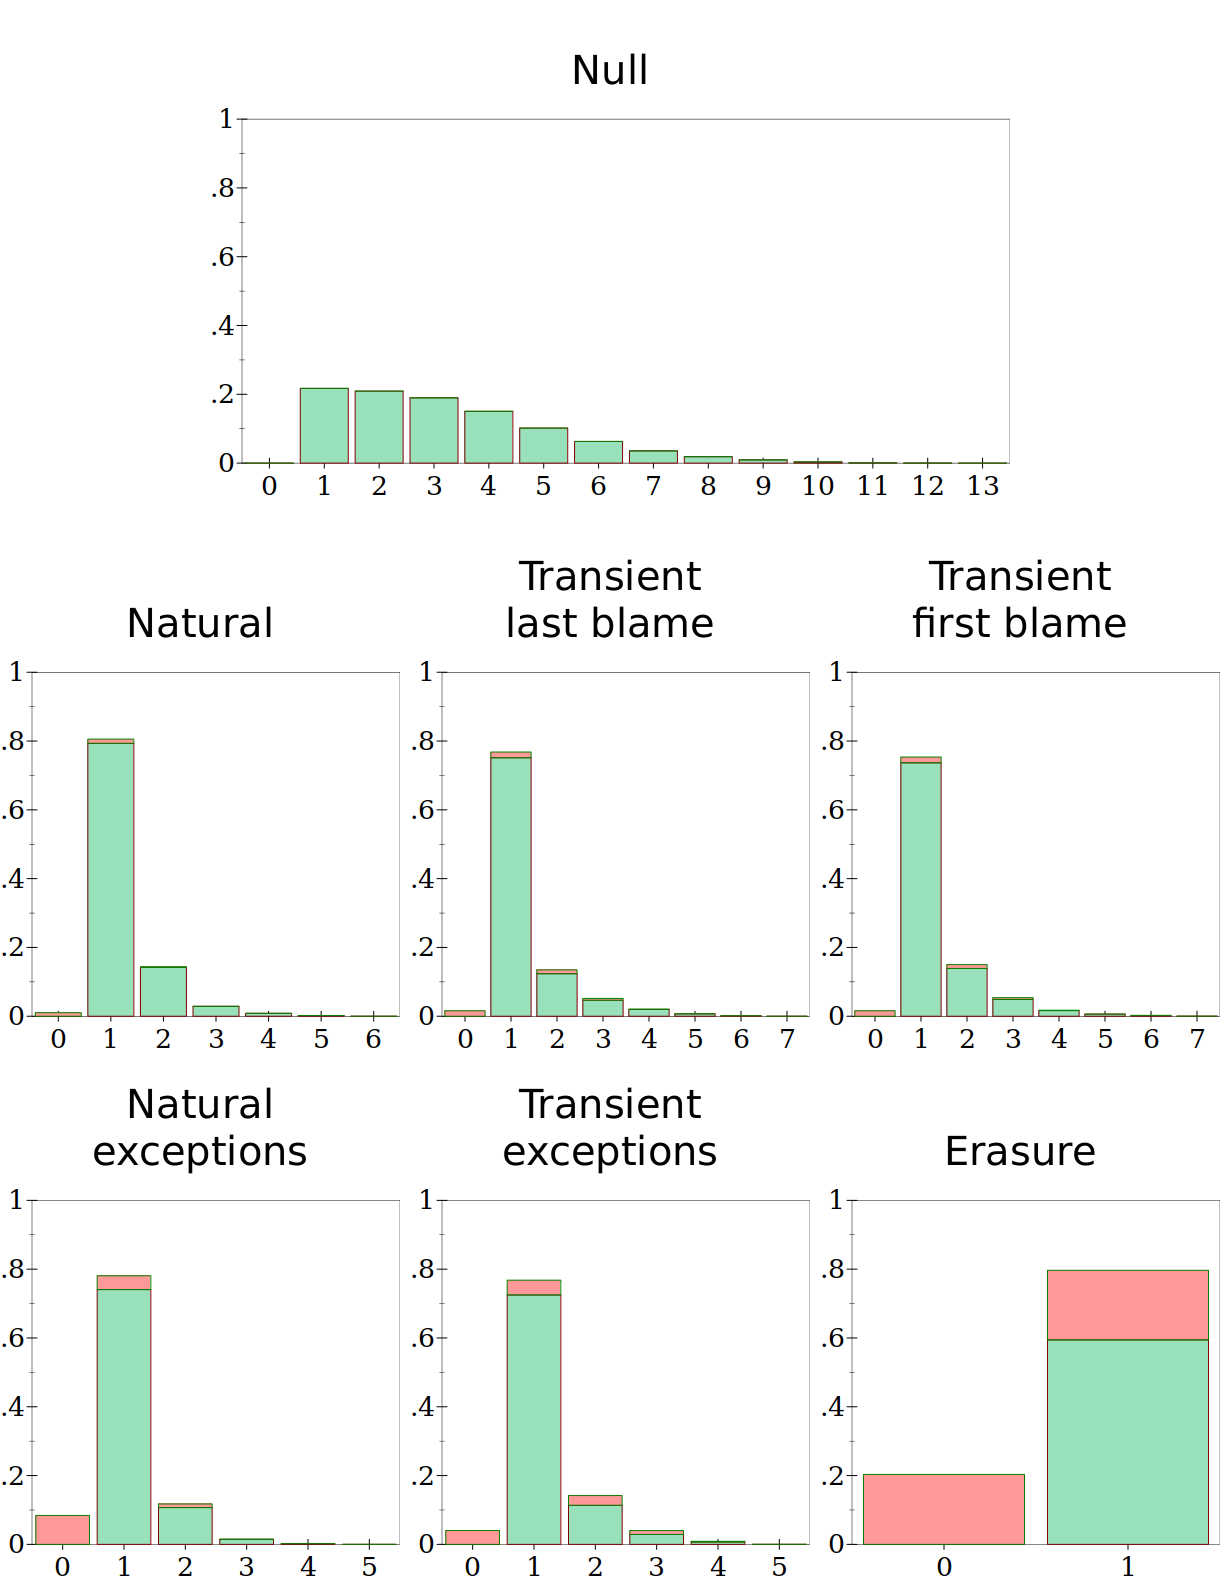 Null
1
.8
.6
.4
.2
0
0 1 2 3 4 5 6 7 8 9 10 11 12 13
Transient Transient
Natural last blame first blame
1 1 1
.8 .8 .8
.6 .6 .6
.4 .4 .4
.2 .2 .2
0 0 0
0 1 2 3 4 5 6 0 1 2 3 4 5 6 7 0 1 2 3 4 5 6 7
Natural Transient
exceptions exceptions Erasure
1 1 1
.8 .8 .8
.6 .6 .6
.4 .4 .4
.2 .2 .2
0 0 0
0 1 2 3 4 5 0 1 2 3 4 5 0 1